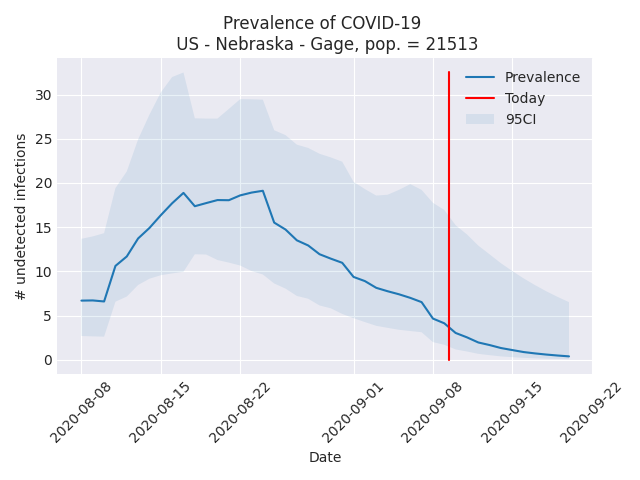 Prevalence of COVID-19
US - Nebraska - Gage, pop. = 21513
Prevalence
Today
95CI
# undetected infections
30
25
20
15
10
5
0
2020-08-08
2020-08-15
2020-08-22
2020-09-01
2020-09-08
2020-09-15
2020-09-22
Date